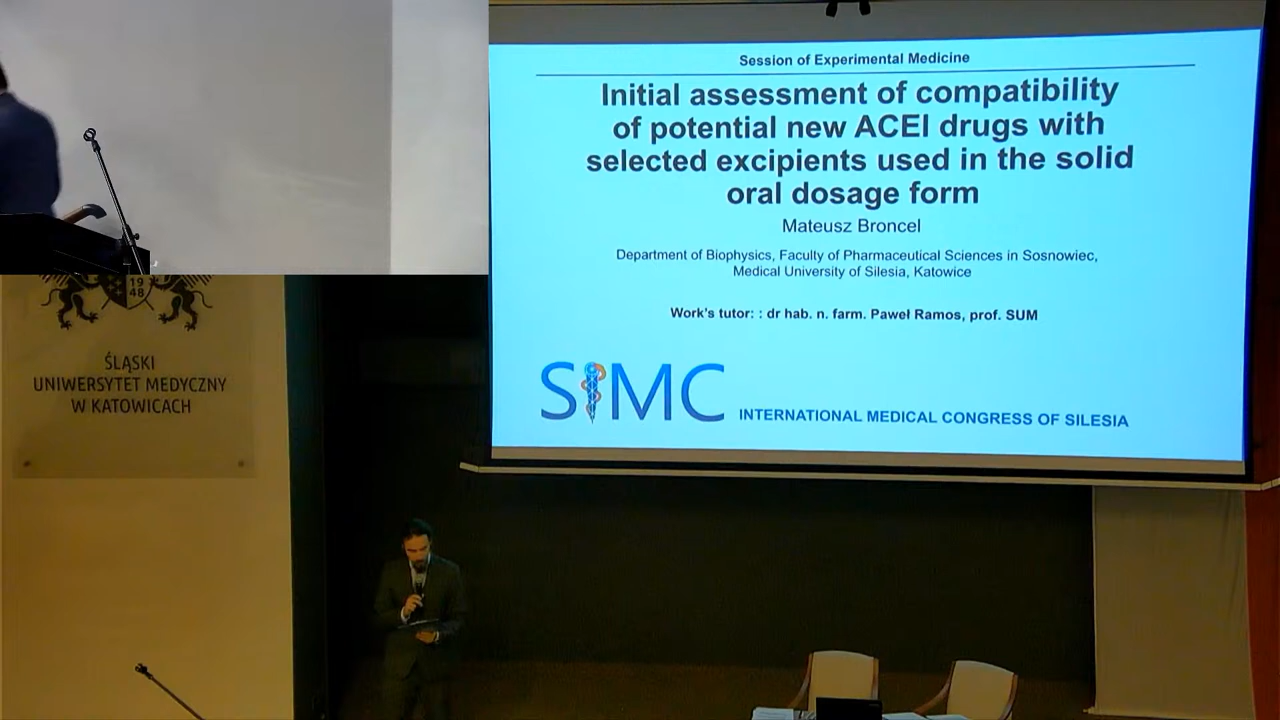 Session of Experimental Medicine
Initial assessment of compatibility
of potential new ACEI drugs with
selected excipients used in the solid
oral dosage form
Mateusz Broncel
Department of Biophysics, Faculty of Pharmaceutical Sciences in Sosnowiec,
Medical University of Silesia, Katowice
Work's tutor: : dr hab. n. farm. Paweł Ramos, prof. SUM
SIMC INTERNATIONAL MEDICAL CONGRESS OF SILESIA
19
48
ŚLĄSKI
UNIWERSYTET MEDYCZNY
W KATOWICACH